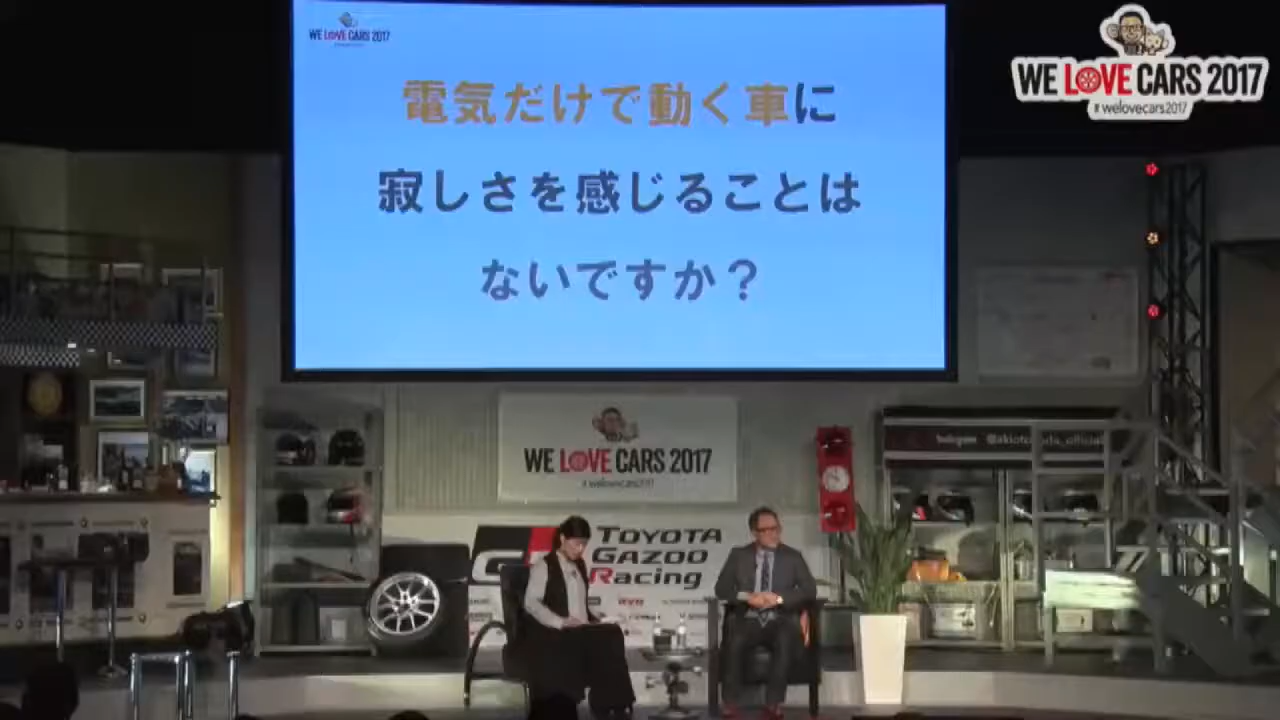 WE LOVE CARS 2017
電気だけで動く車に
寂しさを感じることは
ないですか？
WE LOVE CARS 2017
# welovecars2017
WE LOVE CARS 2017
# welovecars2017
TOYOTA
GAZOO
Racing